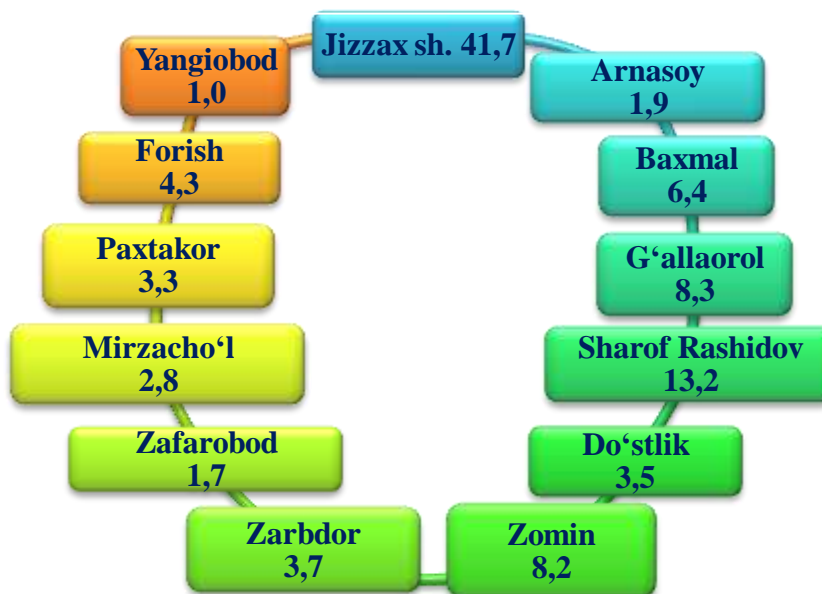 Jizzax sh. 41,7
Arnasoy
1,9
Baxmal
6,4
G‘allaorol
8,3
Sharof Rashidov
13,2
Do‘stlik
3,5
Zomin
8,2
Zarbdor
3,7
Zafarobod
1,7
Mirzacho‘l
2,8
Paxtakor
3,3
Forish
4,3
Yangiobod
1,0